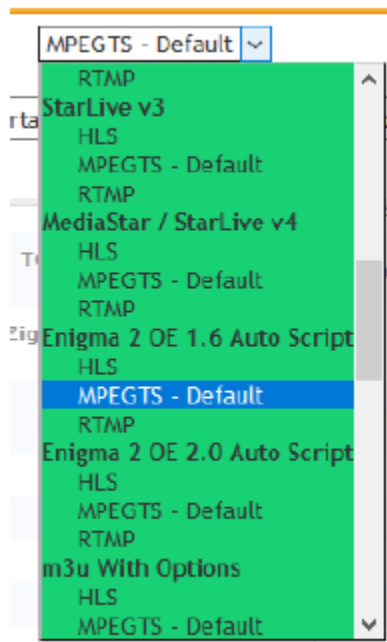 MPEGTS - Default
RTMP
StarLive v3
HLS
MPEGTS - Default
RTMP
MediaStar / StarLive v4
HLS
MPEGTS - Default
RTMP
Enigma 2 OE 1.6 Auto Script
HLS
MPEGTS - Default
RTMP
Enigma 2 OE 2.0 Auto Script
HLS
MPEGTS - Default
RTMP
m3u With Options
HLS
MPEGTS - Default